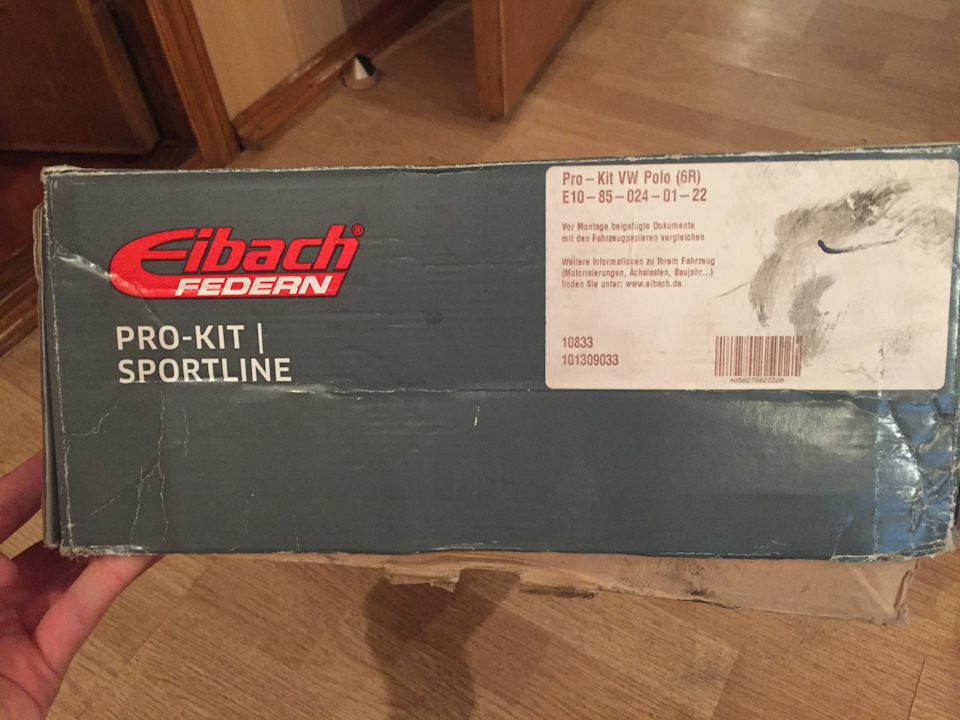 Eibach®
FEDERN
PRO-KIT |
SPORTLINE
Pro-Kit VW Polo (6R)
E10-85-024-01-22
Vor Montage beigefügte Dokumente
mit den Fahrzeugpapieren vergleichen
Weitere Informationen zu Ihrem Fahrzeug
(Motorisierungen, Achslasten, Baujahr...)
finden Sie unter: www.eibach.de
10833
101309033
4050278023320